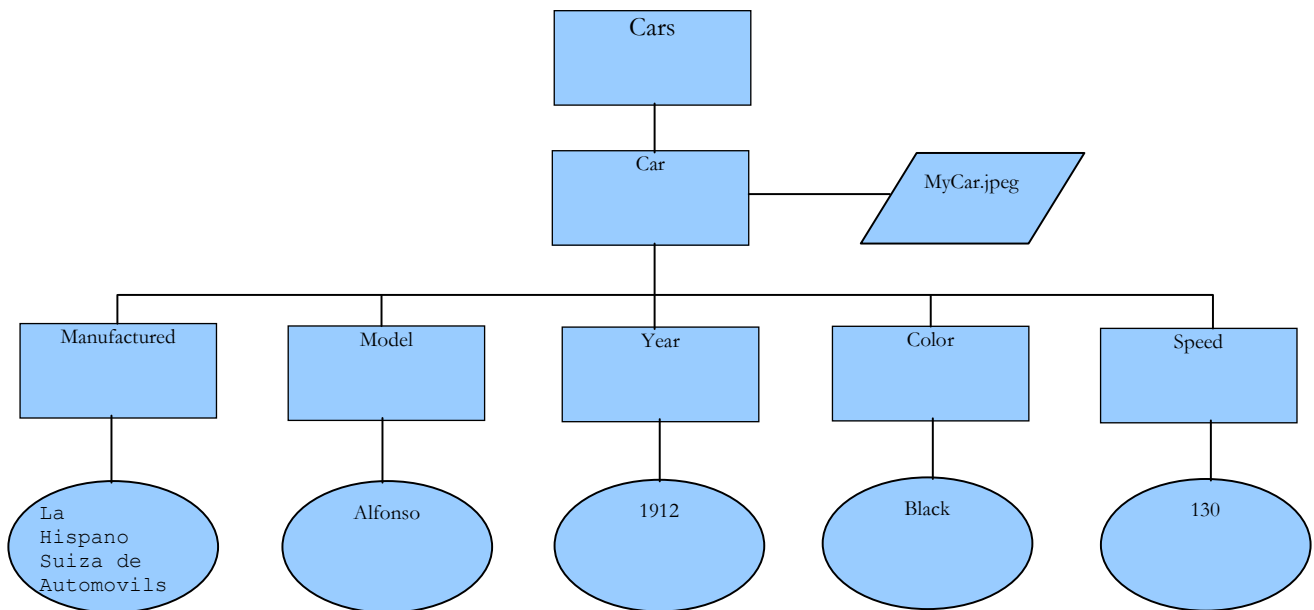 Cars
Car
MyCar.jpeg
Manufactured
Model
Year
Color
Speed
La
Hispano
Suiza de
Automovils
Alfonso
1912
Black
130